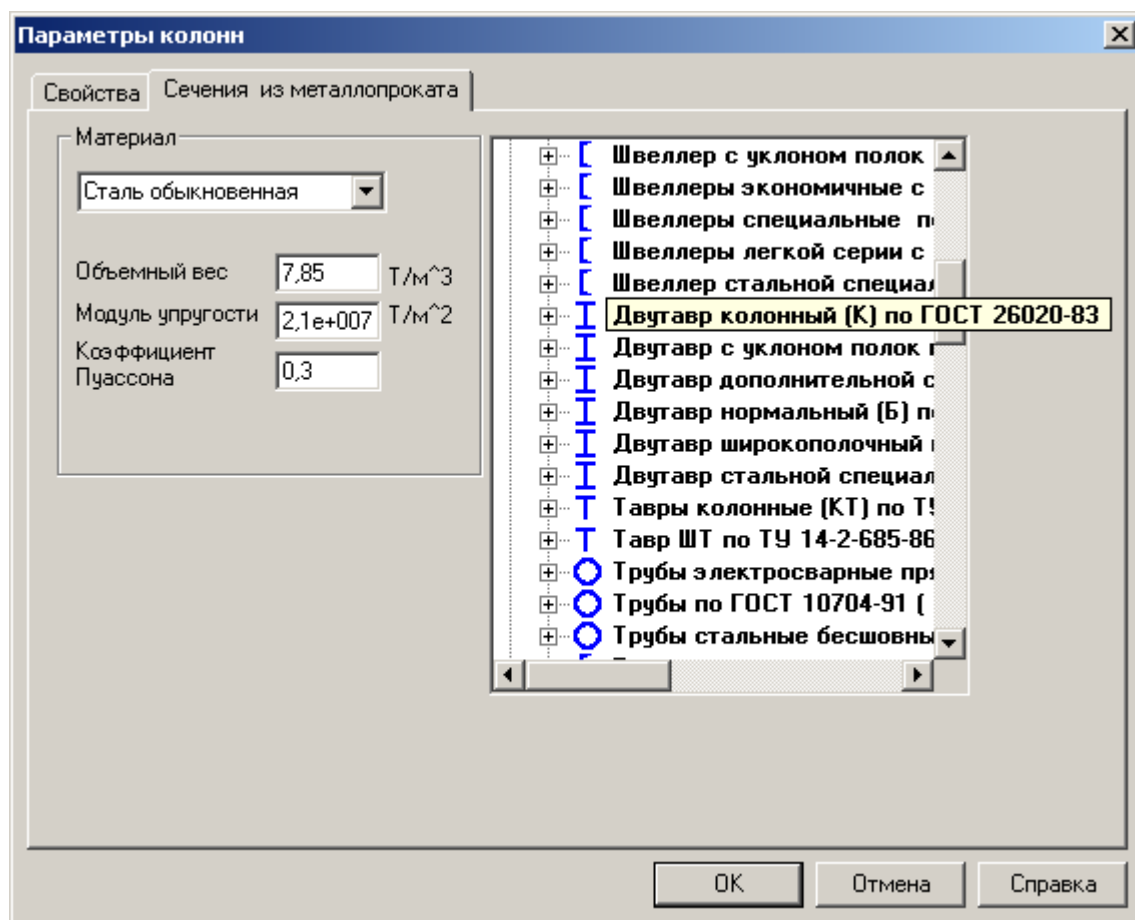 Параметры колонн
Свойства
Сечения из металлопроката
Материал
Сталь обыкновенная
Объемный вес 7,85 Т/м^3
Модуль упругости 2,1e+007 Т/м^2
Коэффициент
Пуассона 0,3
Швеллер с уклоном полок
Швеллеры экономичные с
Швеллеры специальные п
Швеллеры легкой серии с
Швеллер стальной специал
Двутавр колонный (К) по ГОСТ 26020-83
Двутавр с уклоном полок п
Двутавр дополнительной с
Двутавр нормальный (Б) п
Двутавр широкополочный
Двутавр стальной специал
Тавры колонные (КТ) по ТУ
Тавр ШТ по ТУ 14-2-685-86
Трубы электросварные пря
Трубы по ГОСТ 10704-91 (
Трубы стальные бесшовны
OK
Отмена
Справка